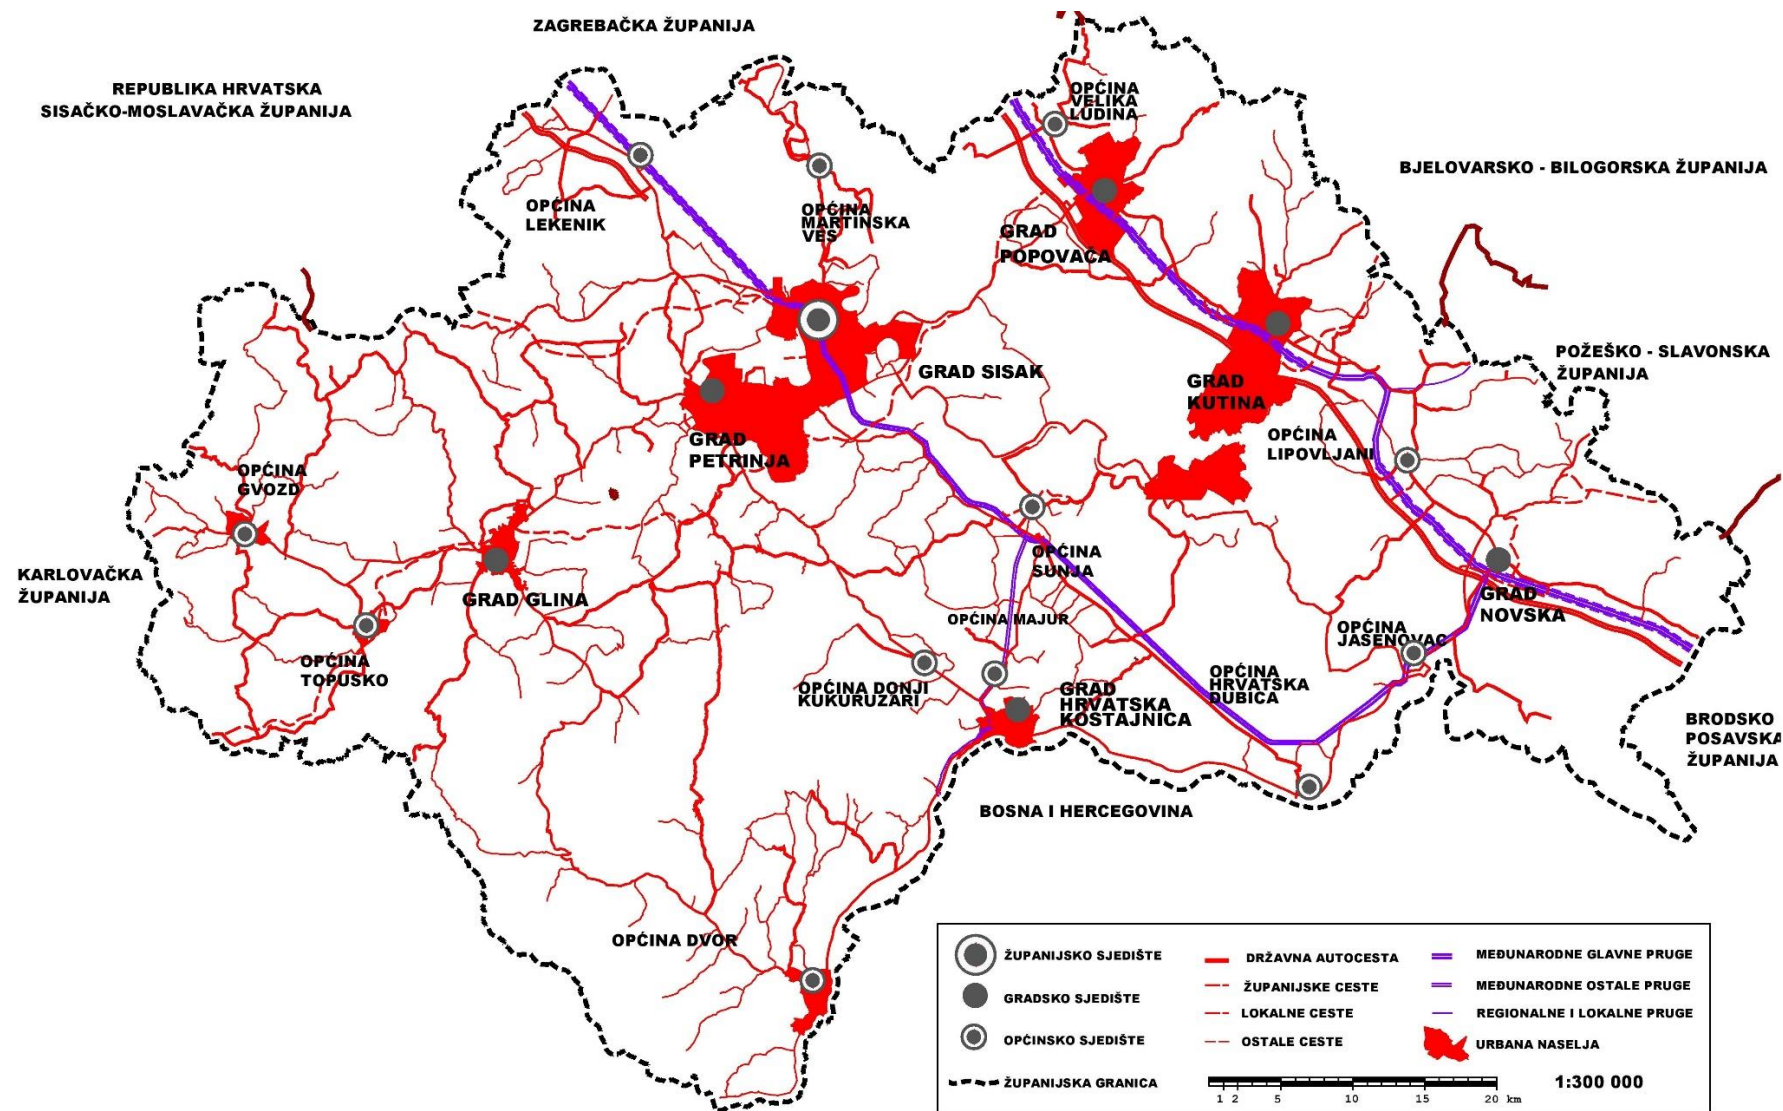 ZAGREBAČKA ŽUPANIJA
REPUBLIKA HRVATSKA
SISAČKO-MOSLAVAČKA ŽUPANIJA
OPĆINA
VELIKA
LUDINA
BJELOVARSKO - BILOGORSKA ŽUPANIJA
OPĆINA
LEKENIK
OPĆINA
MARTINSKA
VES
GRAD
POPOVAČA
POŽEŠKO - SLAVONSKA
ŽUPANIJA
GRAD SISAK
GRAD
KUTINA
GRAD
PETRINJA
OPĆINA
LIPOVLJANI
OPĆINA
GVOZD
KARLOVAČKA
ŽUPANIJA
OPĆINA
SUNJA
GRAD GLINA
GRAD
NOVSKA
OPĆINA MAJUR
OPĆINA
JASENOVAC
OPĆINA
TOPUSKO
OPĆINA DONJI
KUKURUZARI
GRAD
HRVATSKA
KOSTAJNICA
OPĆINA
HRVATSKA
DUBICA
BRODSKO
POSAVSKA
ŽUPANIJA
BOSNA I HERCEGOVINA
OPĆINA DVOR
ŽUPANIJSKO SJEDIŠTE
GRADSKO SJEDIŠTE
OPĆINSKO SJEDIŠTE
ŽUPANIJSKA GRANICA
DRŽAVNA AUTOCESTA
ŽUPANIJSKE CESTE
LOKALNE CESTE
OSTALE CESTE
MEĐUNARODNE GLAVNE PRUGE
MEĐUNARODNE OSTALE PRUGE
REGIONALNE I LOKALNE PRUGE
URBANA NASELJA
1:300 000
1 2 5 10 15 20 km